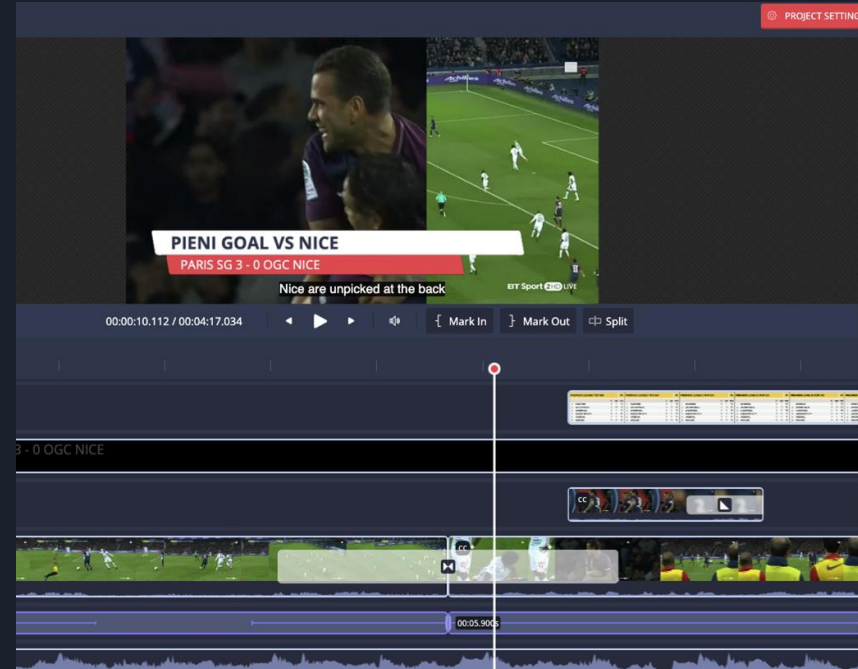 PROJECT SETTING
PIENI GOAL VS NICE
PARIS SG 3 - 0 OGC NICE
Nice are unpicked at the back
BT Sport 2HD LIVE
00:00:10.112 / 00:04:17.034
Mark In
Mark Out
Split
3 - 0 OGC NICE
CC
CC
00:05.900s